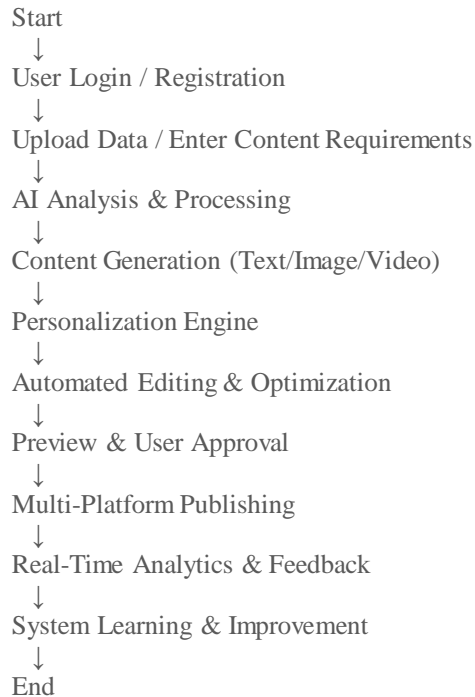 Start
↓
User Login / Registration
↓
Upload Data / Enter Content Requirements
↓
AI Analysis & Processing
↓
Content Generation (Text/Image/Video)
↓
Personalization Engine
↓
Automated Editing & Optimization
↓
Preview & User Approval
↓
Multi-Platform Publishing
↓
Real-Time Analytics & Feedback
↓
System Learning & Improvement
↓
End